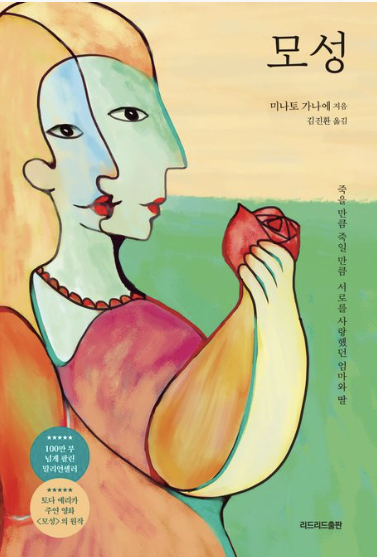 모성
미나토 가나에 지음
김진환 옮김
죽을 만큼 죽일 만큼 서로를 사랑했던 엄마와 딸
★★★★★
100만 부
넘게 팔린
밀리언셀러
★★★★★
토다 에리카
주연 영화
<모성>의 원작
리드리드출판